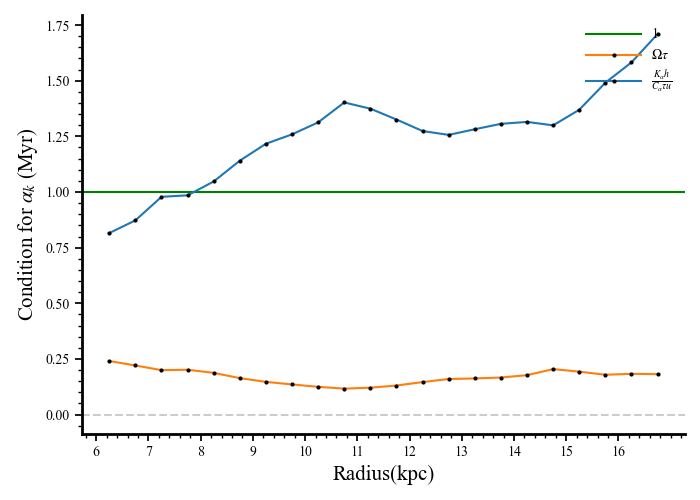 1.75
1.50
1.25
1.00
0.75
0.50
0.25
0.00
Condition for α_k (Myr)
6 7 8 9 10 11 12 13 14 15 16
Radius(kpc)
1
Ωτ
K_α h
C_α τu